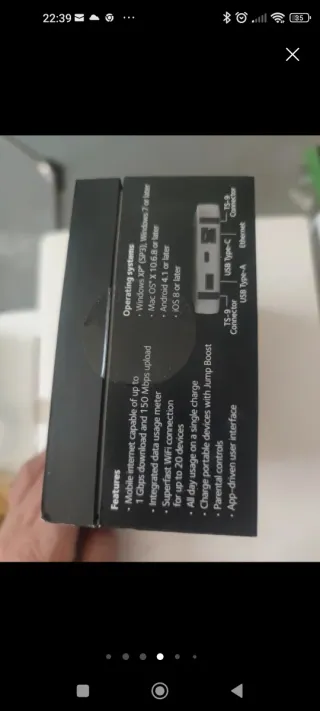 22:39
35
Features
• Mobile internet capable of up to
1 Gbps download and 150 Mbps upload
• Integrated data usage meter
• Superfast WiFi connection
for up to 20 devices
• All day usage on a single charge
• Charge portable devices with Jump Boost
• Parental controls
• App-driven user interface
Operating systems
• Windows XP® (SP3), Windows 7 or later
• Mac OS® X 10.6.8 or later
• Android 4.1 or later
• iOS 8 or later
TS-9
Connector
USB Type-A
USB Type-C
Ethernet
TS-9
Connector